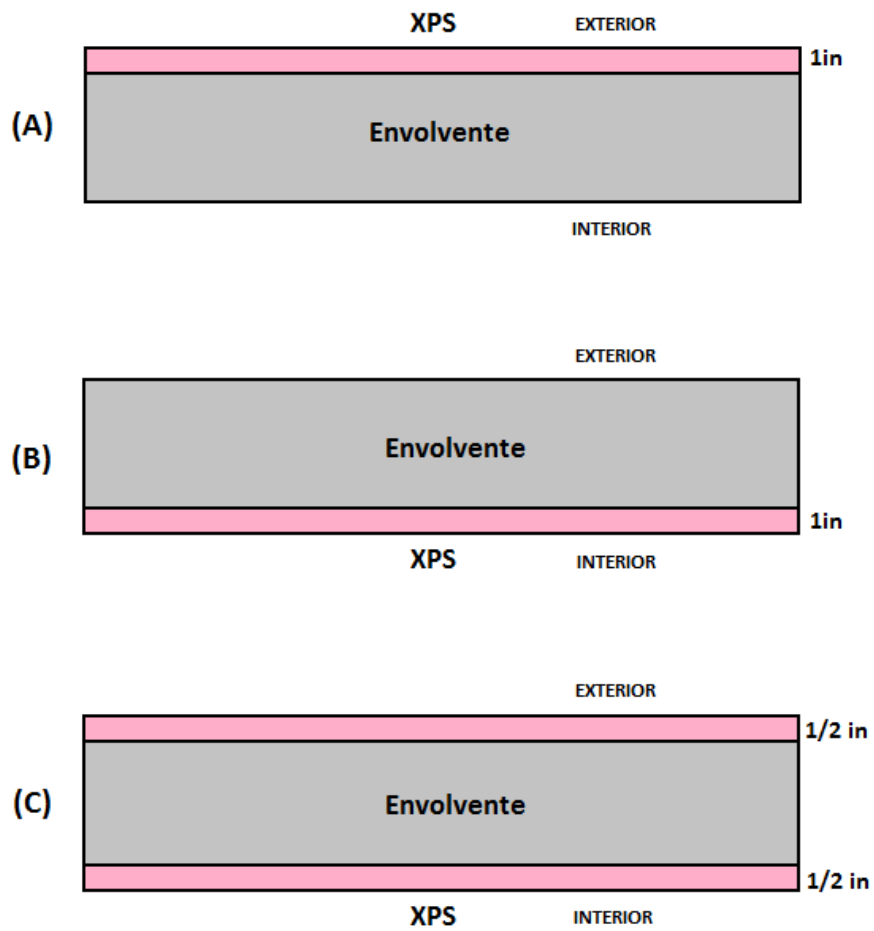 XPS EXTERIOR
1in
(A) Envolvente
INTERIOR
EXTERIOR
(B) Envolvente
1in
XPS INTERIOR
EXTERIOR
1/2 in
(C) Envolvente
1/2 in
XPS INTERIOR